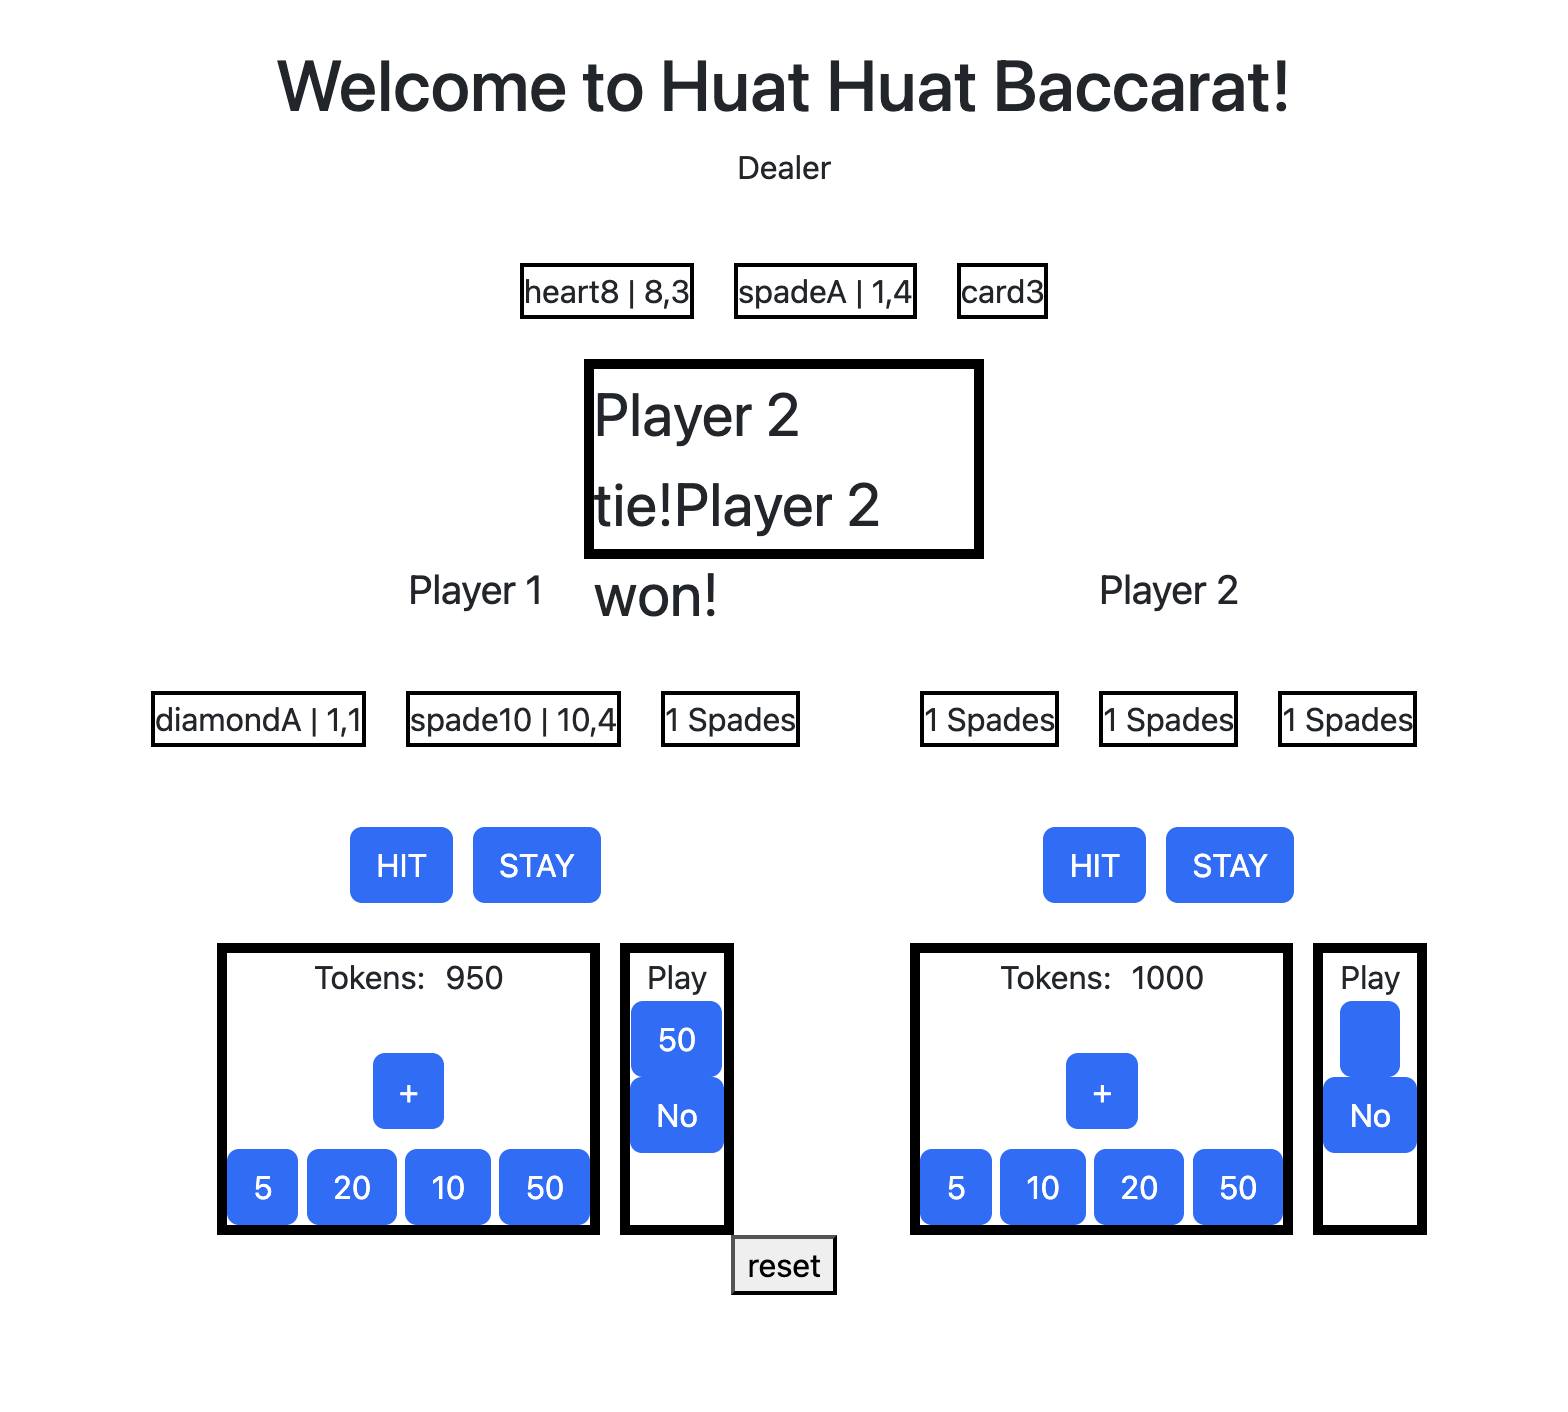 Welcome to Huat Huat Baccarat!
Dealer
heart8 | 8,3
spadeA | 1,4
card3
Player 2
tie!Player 2
won!
Player 1
Player 2
diamondA | 1,1
spade10 | 10,4
1 Spades
1 Spades
1 Spades
1 Spades
HIT
STAY
HIT
STAY
Tokens: 950
+
5
20
10
50
Play
50
No
Tokens: 1000
+
5
10
20
50
Play
No
reset